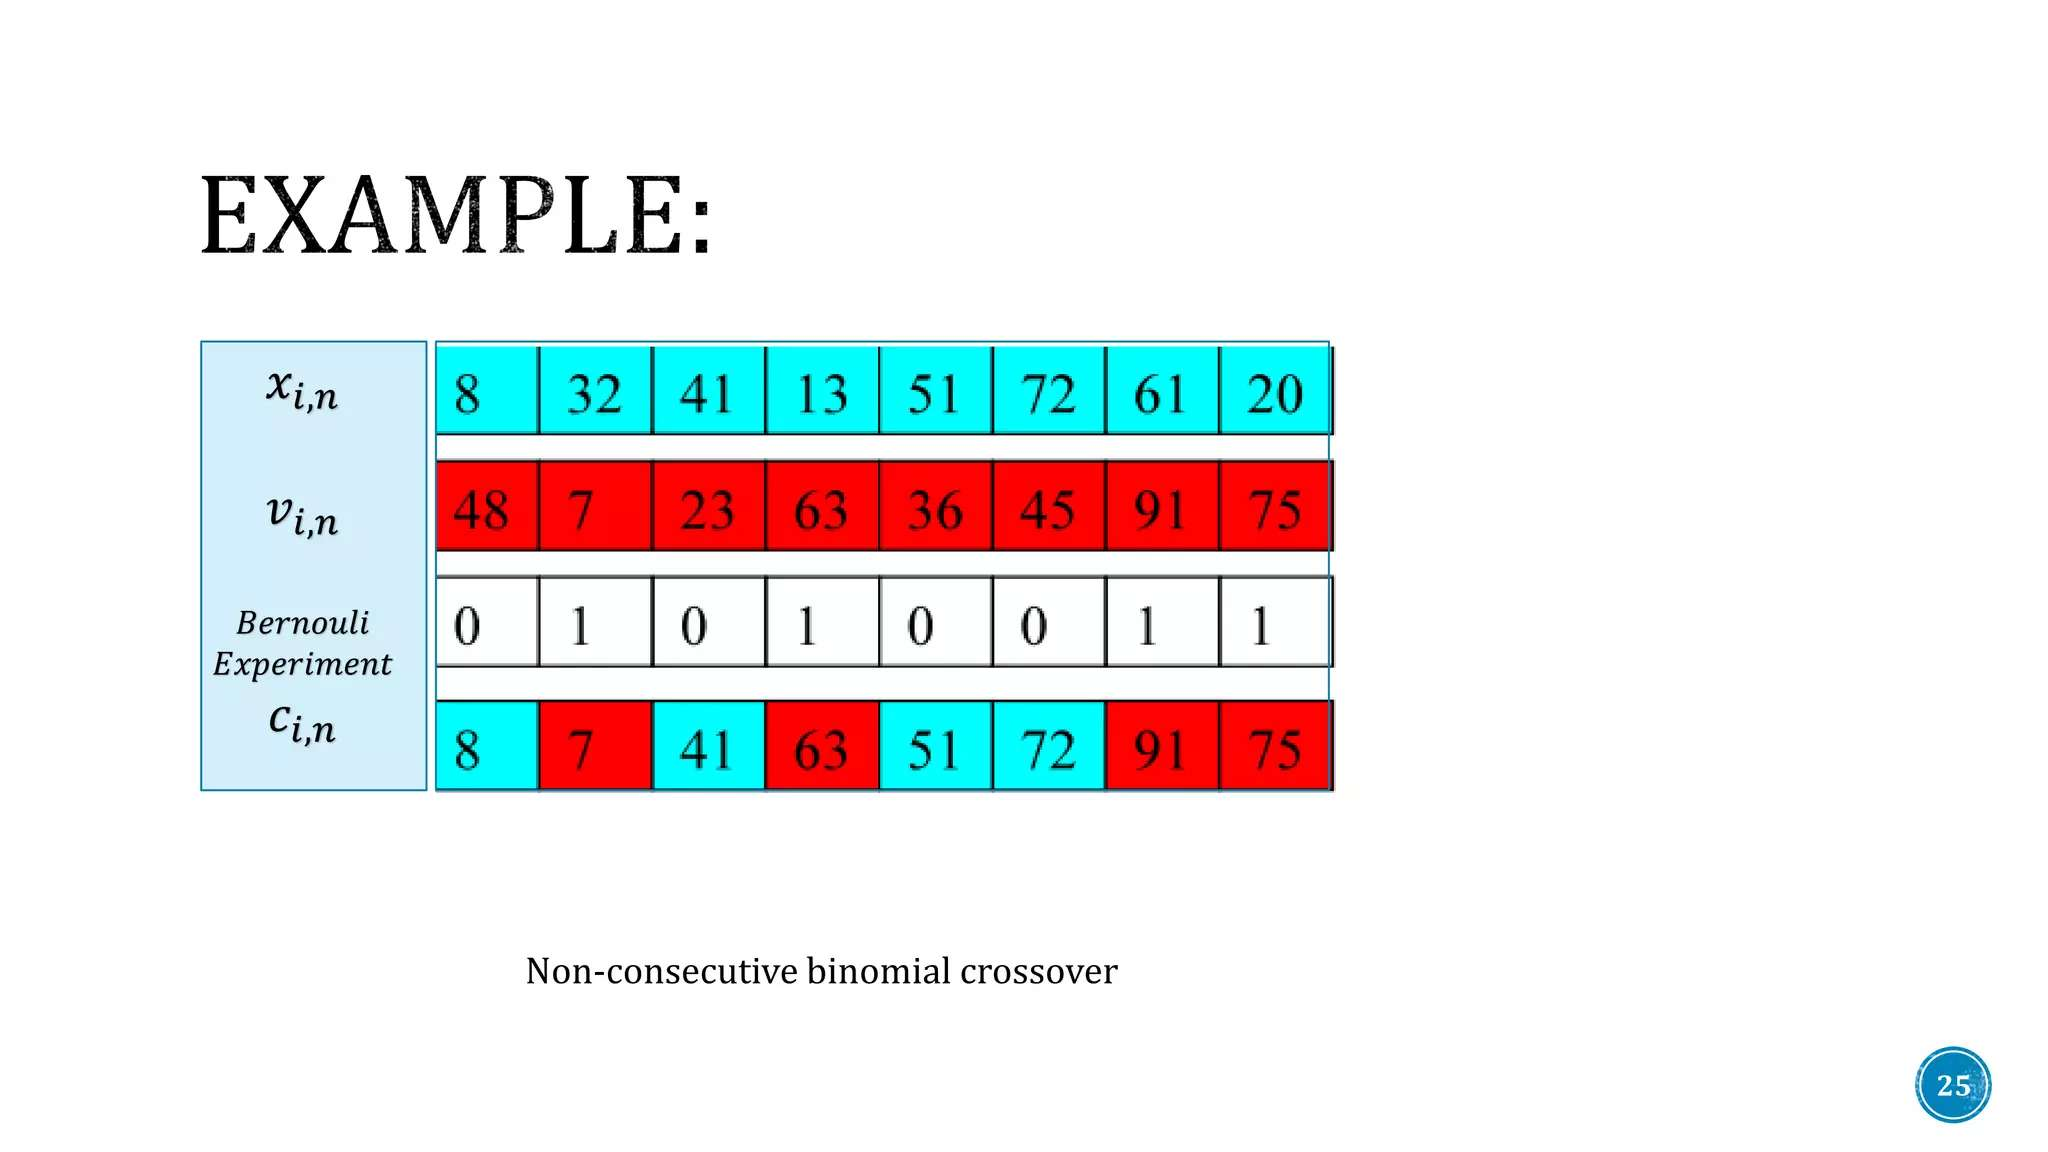 EXAMPLE:
x_{i,n} 8 32 41 13 51 72 61 20
v_{i,n} 48 7 23 63 36 45 91 75
Bernouli
Experiment
0 1 0 1 0 0 1 1
c_{i,n} 8 7 41 63 51 72 91 75
Non-consecutive binomial crossover
25